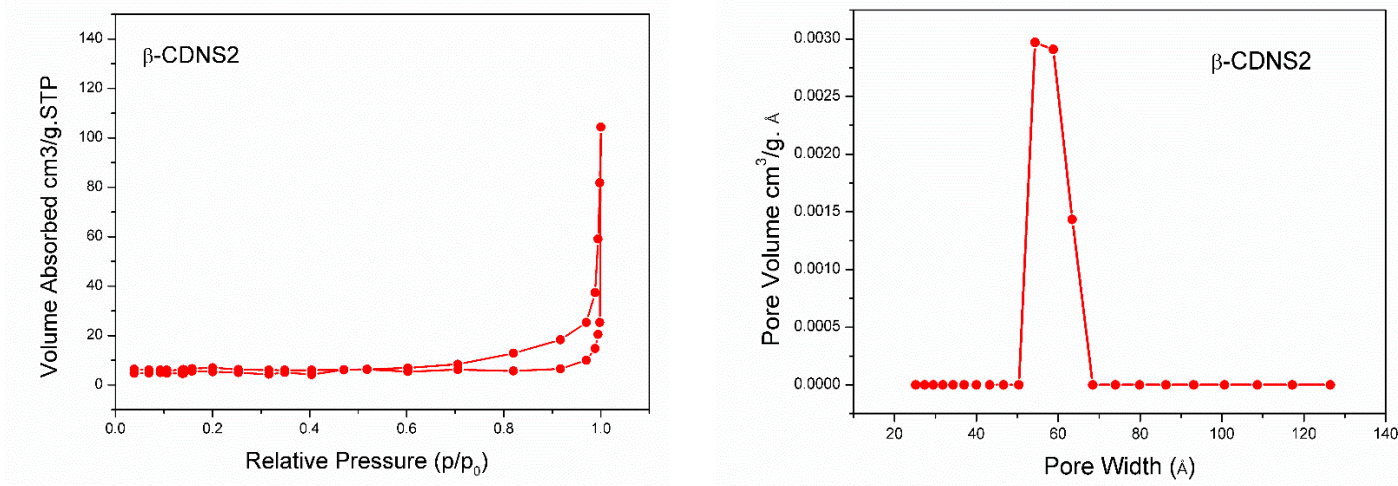 β-CDNS2
Volume Absorbed cm3/g.STP
140
120
100
80
60
40
20
0
0.0 0.2 0.4 0.6 0.8 1.0
Relative Pressure (p/p₀)
β-CDNS2
Pore Volume cm³/g. Å
0.0030
0.0025
0.0020
0.0015
0.0010
0.0005
0.0000
20 40 60 80 100 120 140
Pore Width (Å)